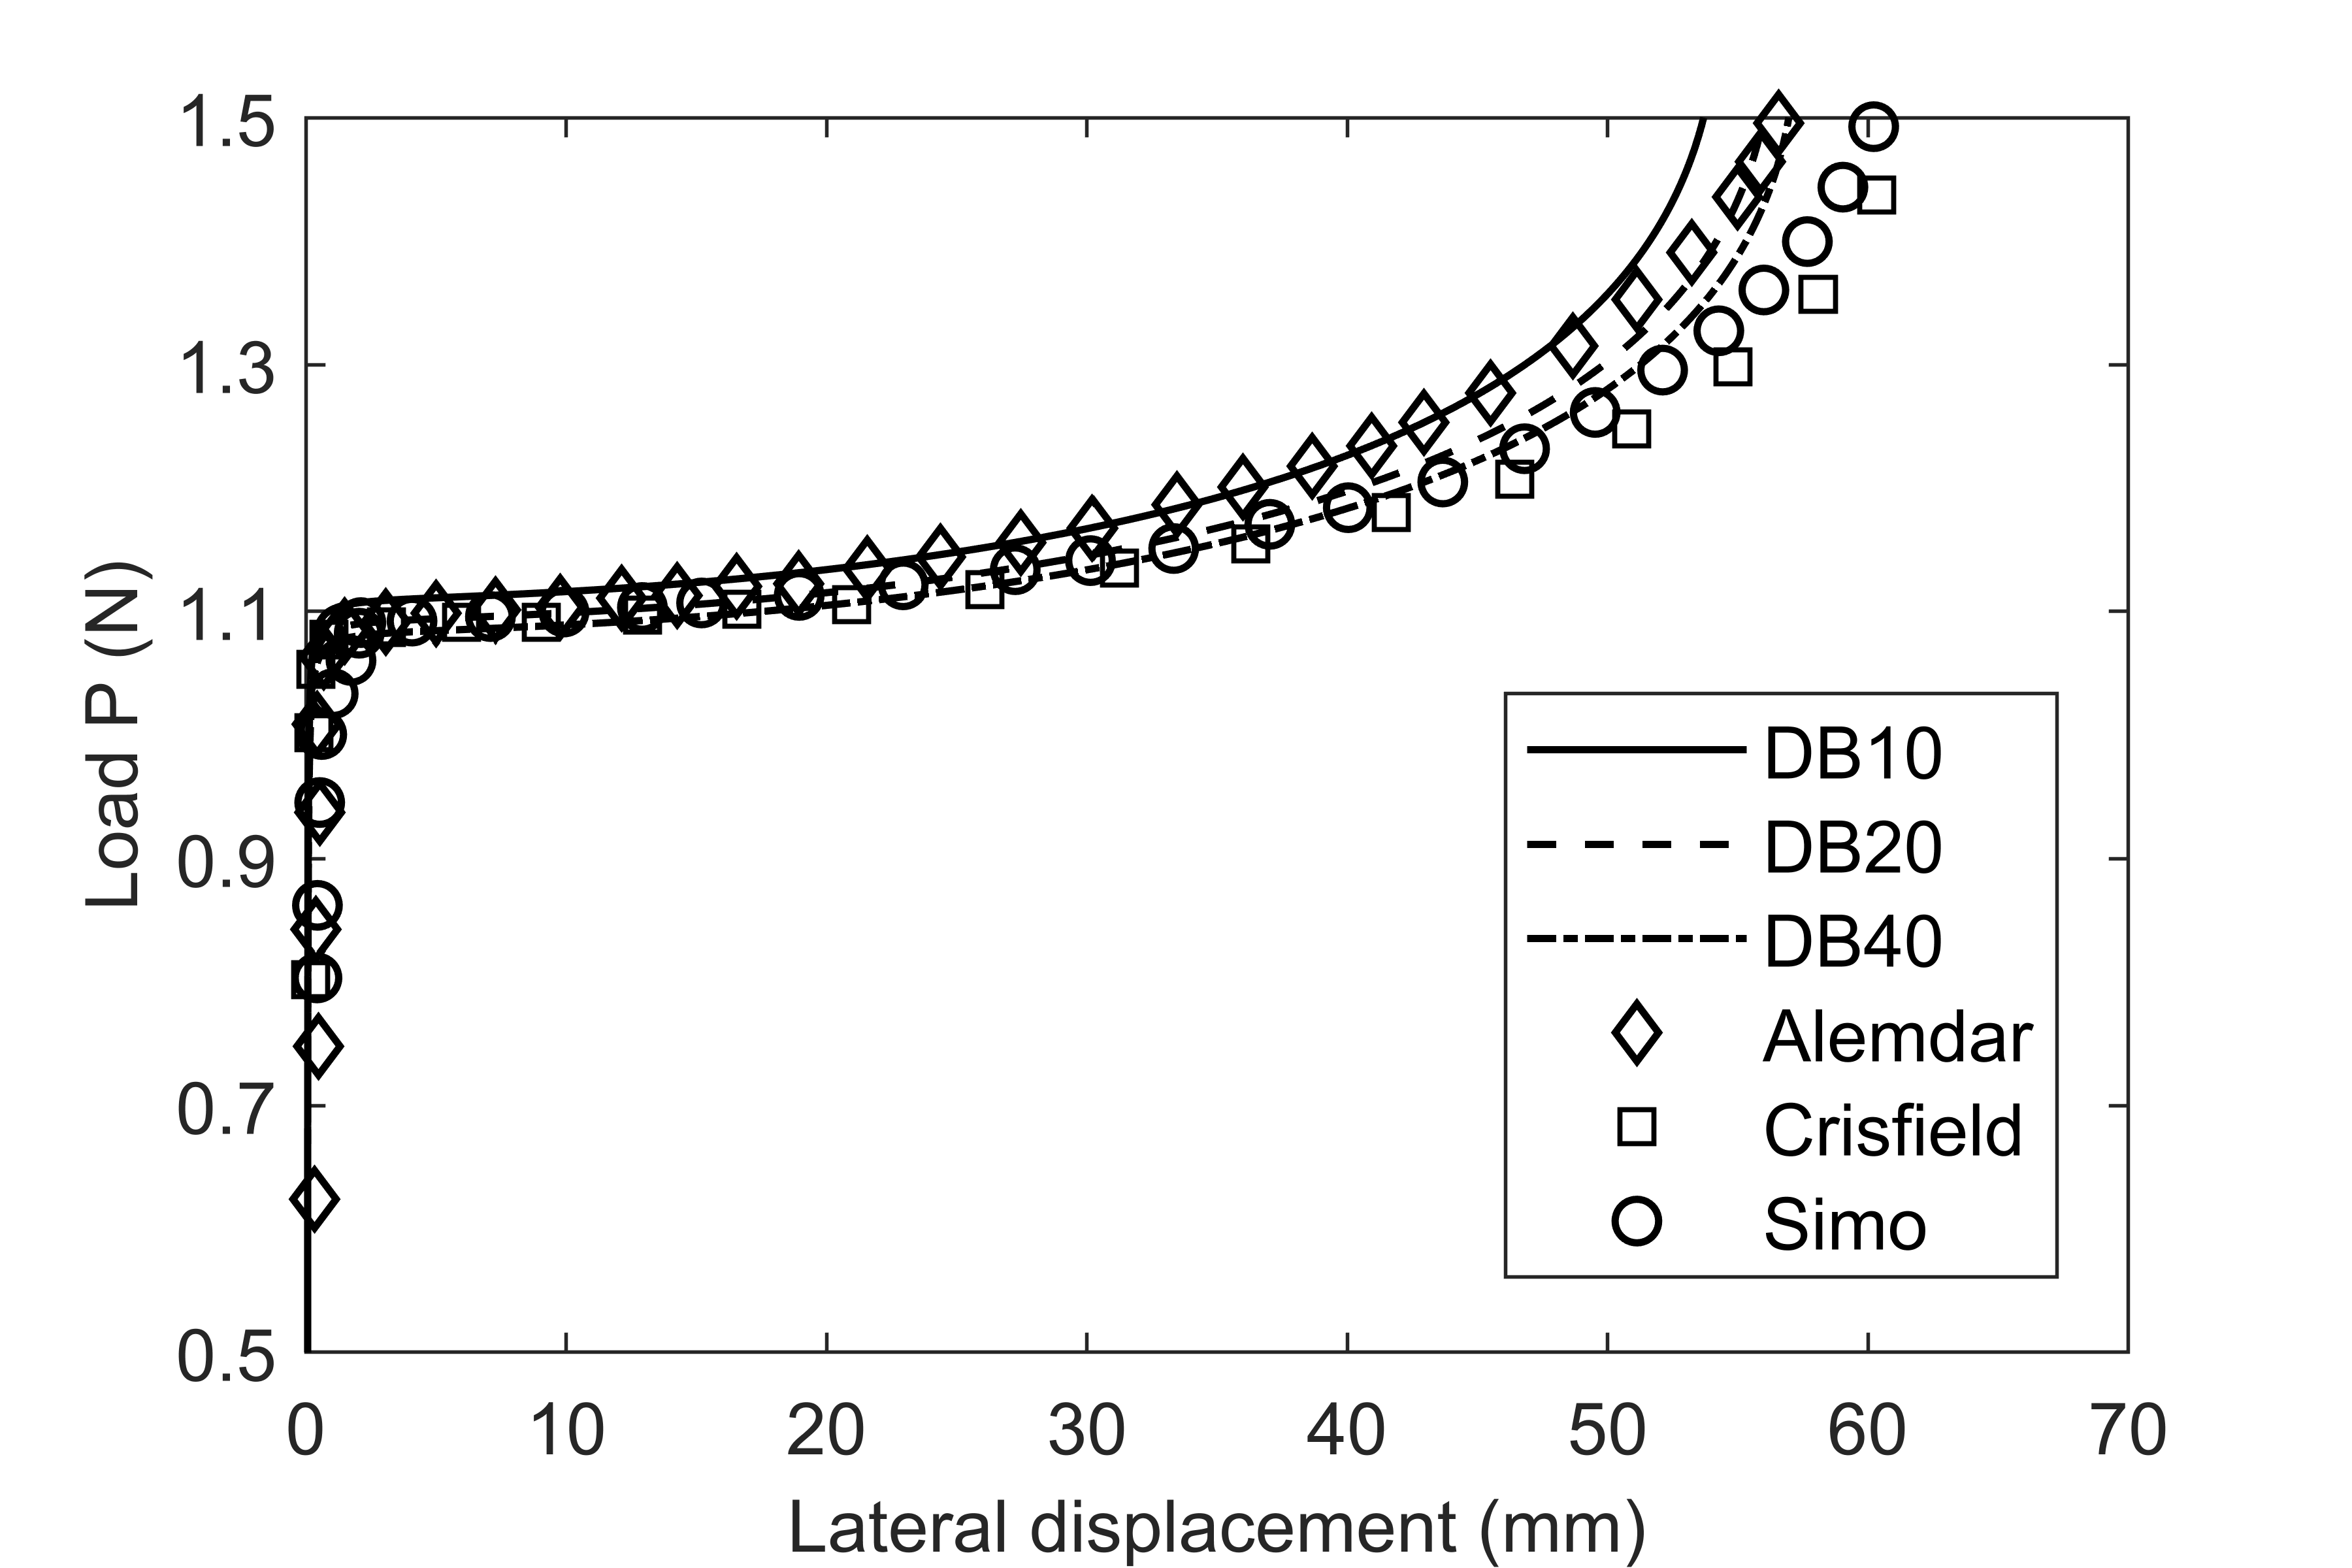 1.5
1.3
1.1
0.9
0.7
0.5
Load P (N)
0 10 20 30 40 50 60 70
Lateral displacement (mm)
DB10
DB20
DB40
Alemdar
Crisfield
Simo